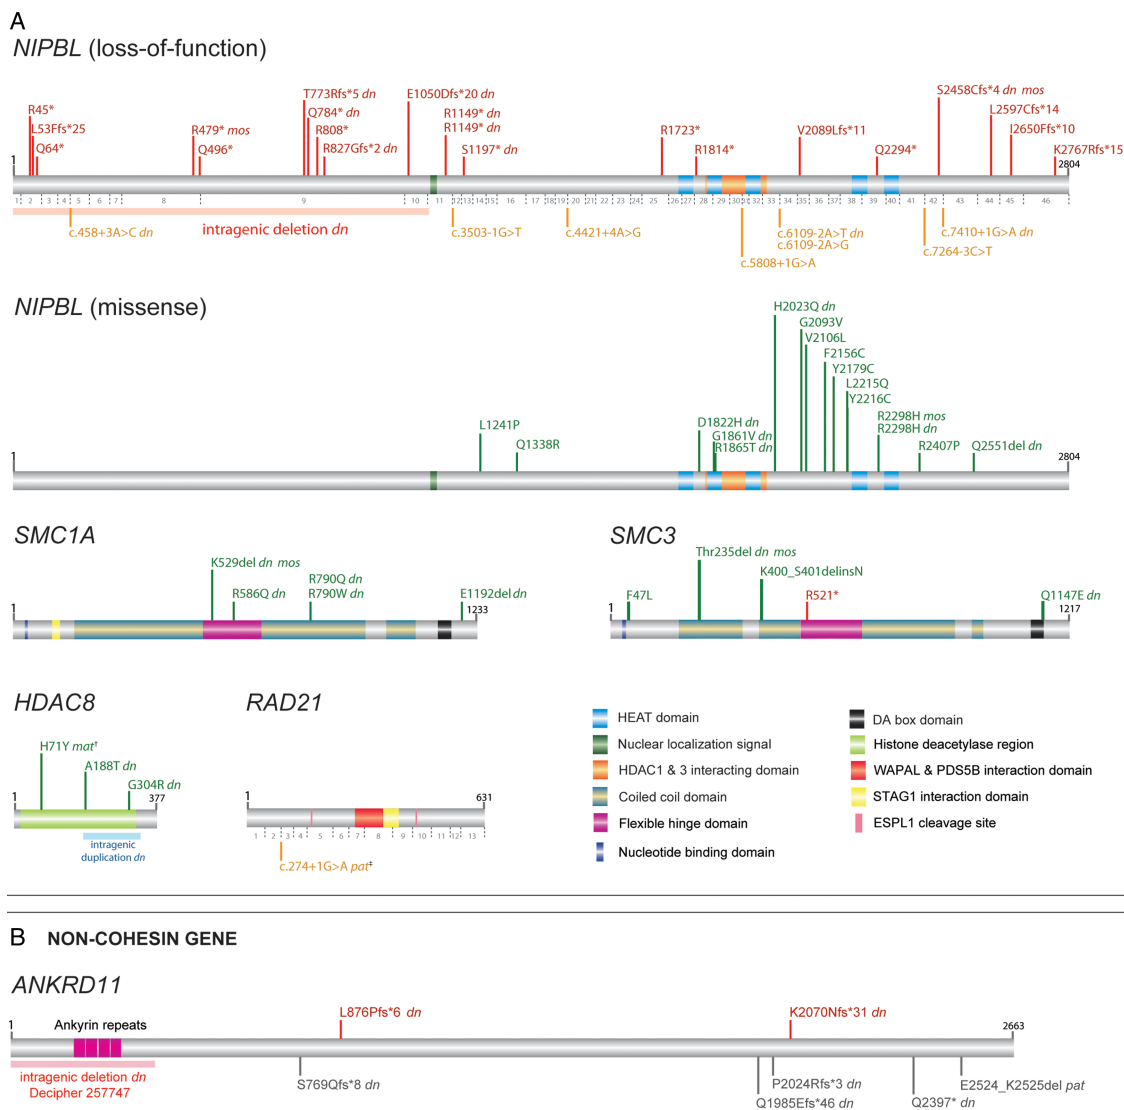 A
NIPBL (loss-of-function)
T773Rfs*5 dn
E1050Dfs*20 dn
S2458Cfs*4 dn mos
R45*
Q784* dn
R1149* dn
L2597Cfs*14
L53Ffs*25
R479* mos
R808*
R1149* dn
R1723*
V2089Lfs*11
I2650Ffs*10
Q64*
Q496*
R827Gfs*2 dn
S1197* dn
R1814*
Q2294*
K2767Rfs*15
1
2804
1 2 3 4 5 6 7 8 9 10 11 12 13 14 15 16 17 18 19 20 21 22 23 24 25 26 27 28 29 30 31 32 33 34 35 36 37 38 39 40 41 42 43 44 45 46
c.458+3A>C dn
intragenic deletion dn
c.3503-1G>T
c.4421+4A>G
c.6109-2A>T dn
c.6109-2A>G
c.7410+1G>A dn
c.5808+1G>A
c.7264-3C>T
NIPBL (missense)
H2023Q dn
G2093V
V2106L
F2156C
Y2179C
L2215Q
Y2216C
L1241P
D1822H dn
R2298H mos
Q1338R
G1861V dn
R2298H dn
R1865T dn
R2407P
Q2551del dn
1
2804
SMC1A
K529del dn mos
R790Q dn
R586Q dn
R790W dn
E1192del dn
1
1233
SMC3
Thr235del dn mos
K400_S401delinsN
F47L
R521*
Q1147E dn
1
1217
HDAC8
H71Y mat†
A188T dn
G304R dn
1
377
intragenic
duplication dn
RAD21
1
631
1 2 3 4 5 6 7 8 9 10 11 12 13
c.274+1G>A pat‡
HEAT domain
Nuclear localization signal
HDAC1 & 3 interacting domain
Coiled coil domain
Flexible hinge domain
Nucleotide binding domain
DA box domain
Histone deacetylase region
WAPAL & PDS5B interaction domain
STAG1 interaction domain
ESPL1 cleavage site
B NON-COHESIN GENE
ANKRD11
L876Pfs*6 dn
K2070Nfs*31 dn
1
Ankyrin repeats
2663
intragenic deletion dn
Decipher 257747
S769Qfs*8 dn
P2024Rfs*3 dn
E2524_K2525del pat
Q1985Efs*46 dn
Q2397* dn